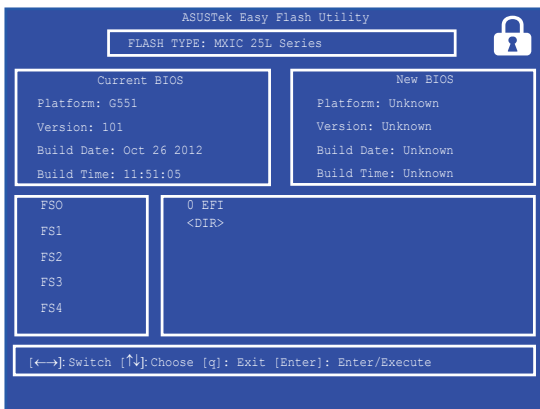 ASUSTek Easy Flash Utility
FLASH TYPE: MXIC 25L Series
Current BIOS
Platform: G551
Version: 101
Build Date: Oct 26 2012
Build Time: 11:51:05
New BIOS
Platform: Unknown
Version: Unknown
Build Date: Unknown
Build Time: Unknown
FSO
FS1
FS2
FS3
FS4
0 EFI
<DIR>
[←→]: Switch [↑↓]: Choose [q]: Exit [Enter]: Enter/Execute